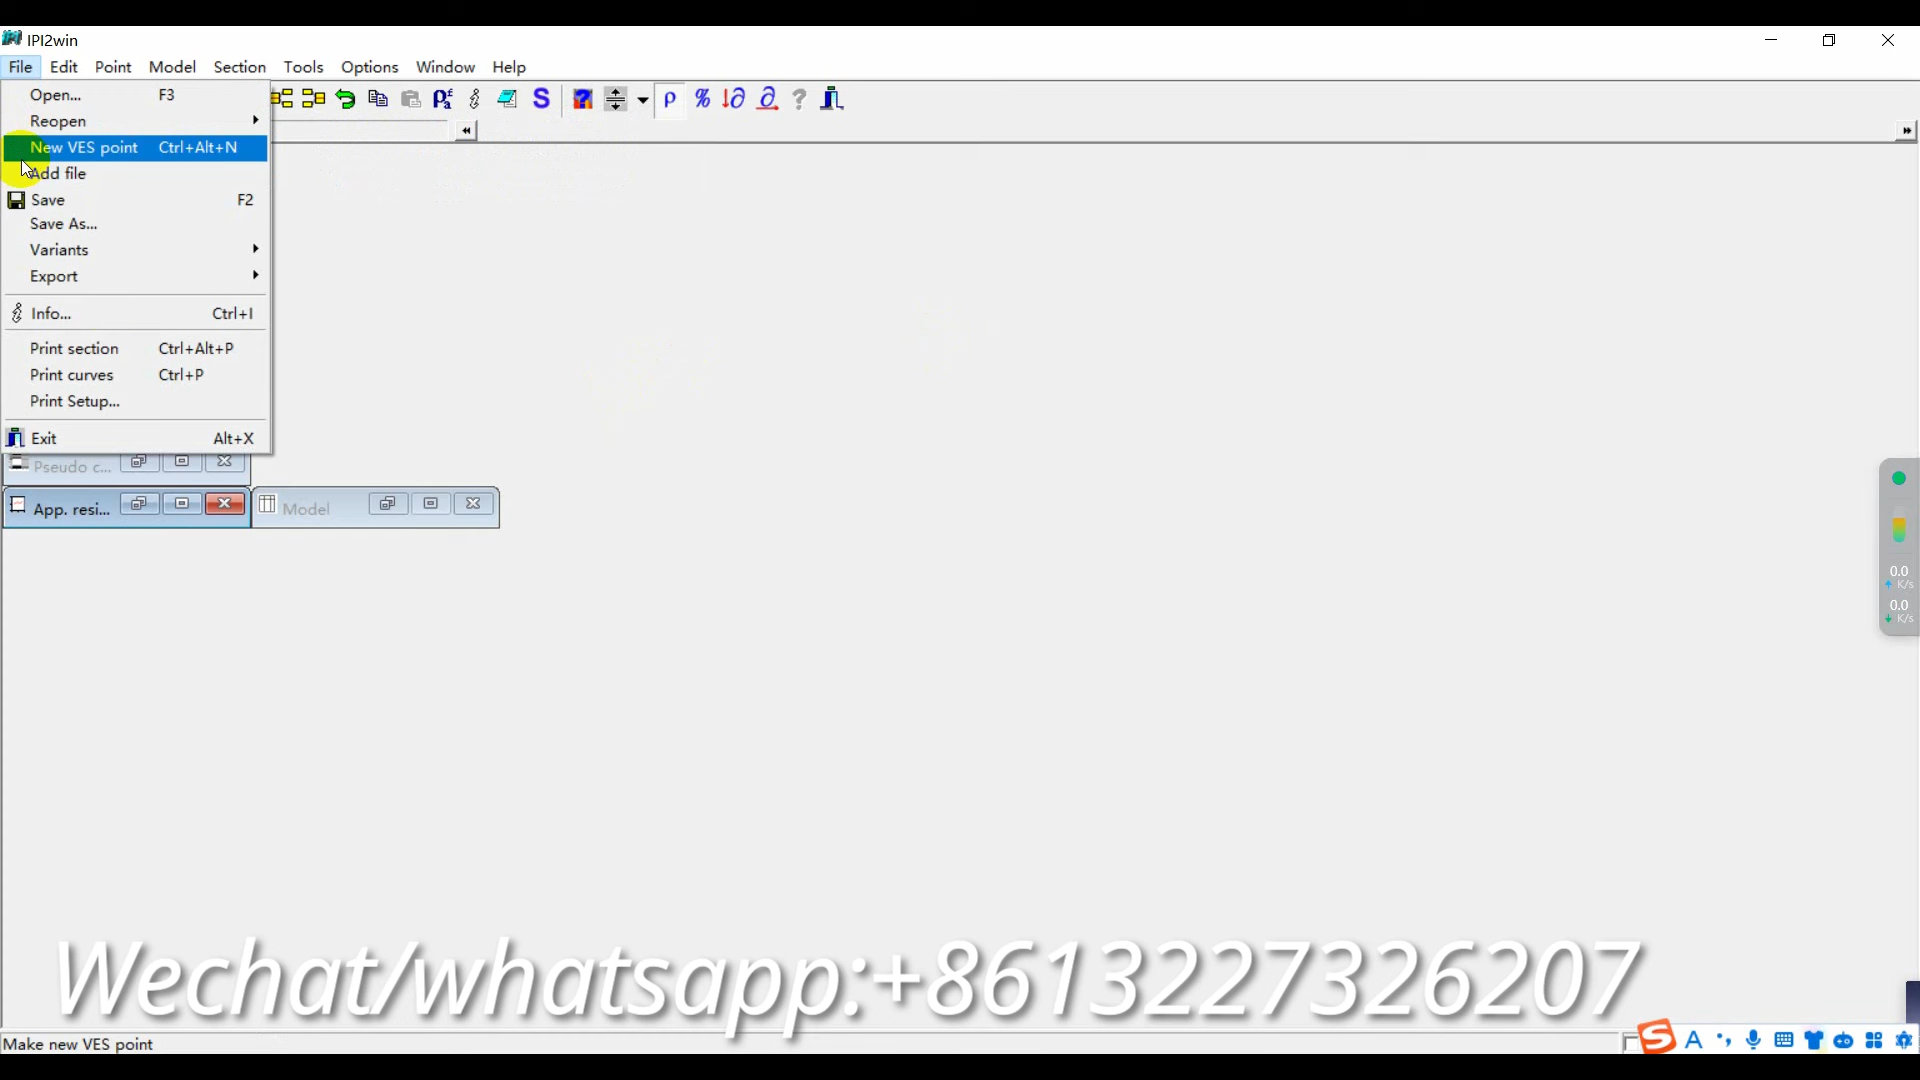 IPI2win
File Edit Point Model Section Tools Options Window Help
Open... F3
Reopen
New VES point Ctrl+Alt+N
Add file
Save F2
Save As...
Variants
Export
Info... Ctrl+I
Print section Ctrl+Alt+P
Print curves Ctrl+P
Print Setup...
Exit Alt+X
Pseudo c...
App. resi... Model
0.0
K/s
0.0
K/s
Wechat/whatsapp:+8613227326207
Make new VES point